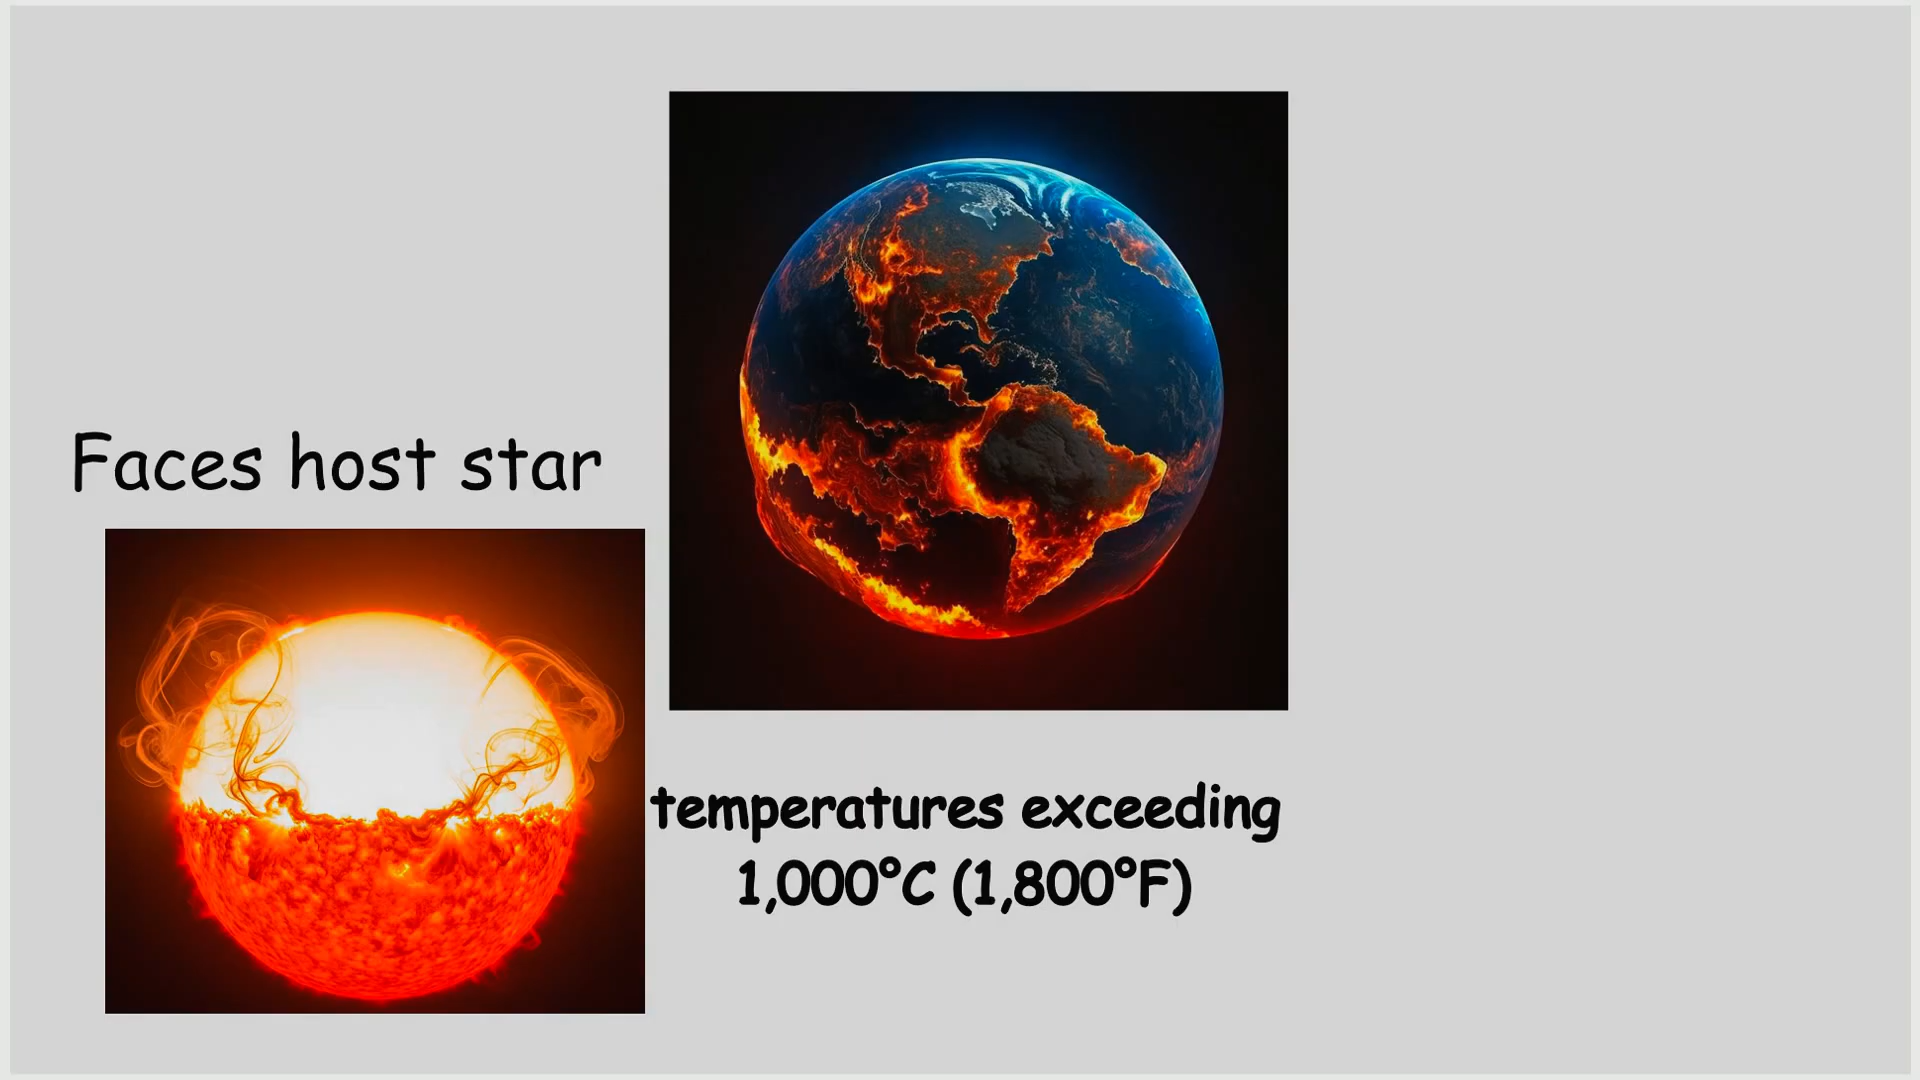 Faces host star
temperatures exceeding
1,000°C (1,800°F)